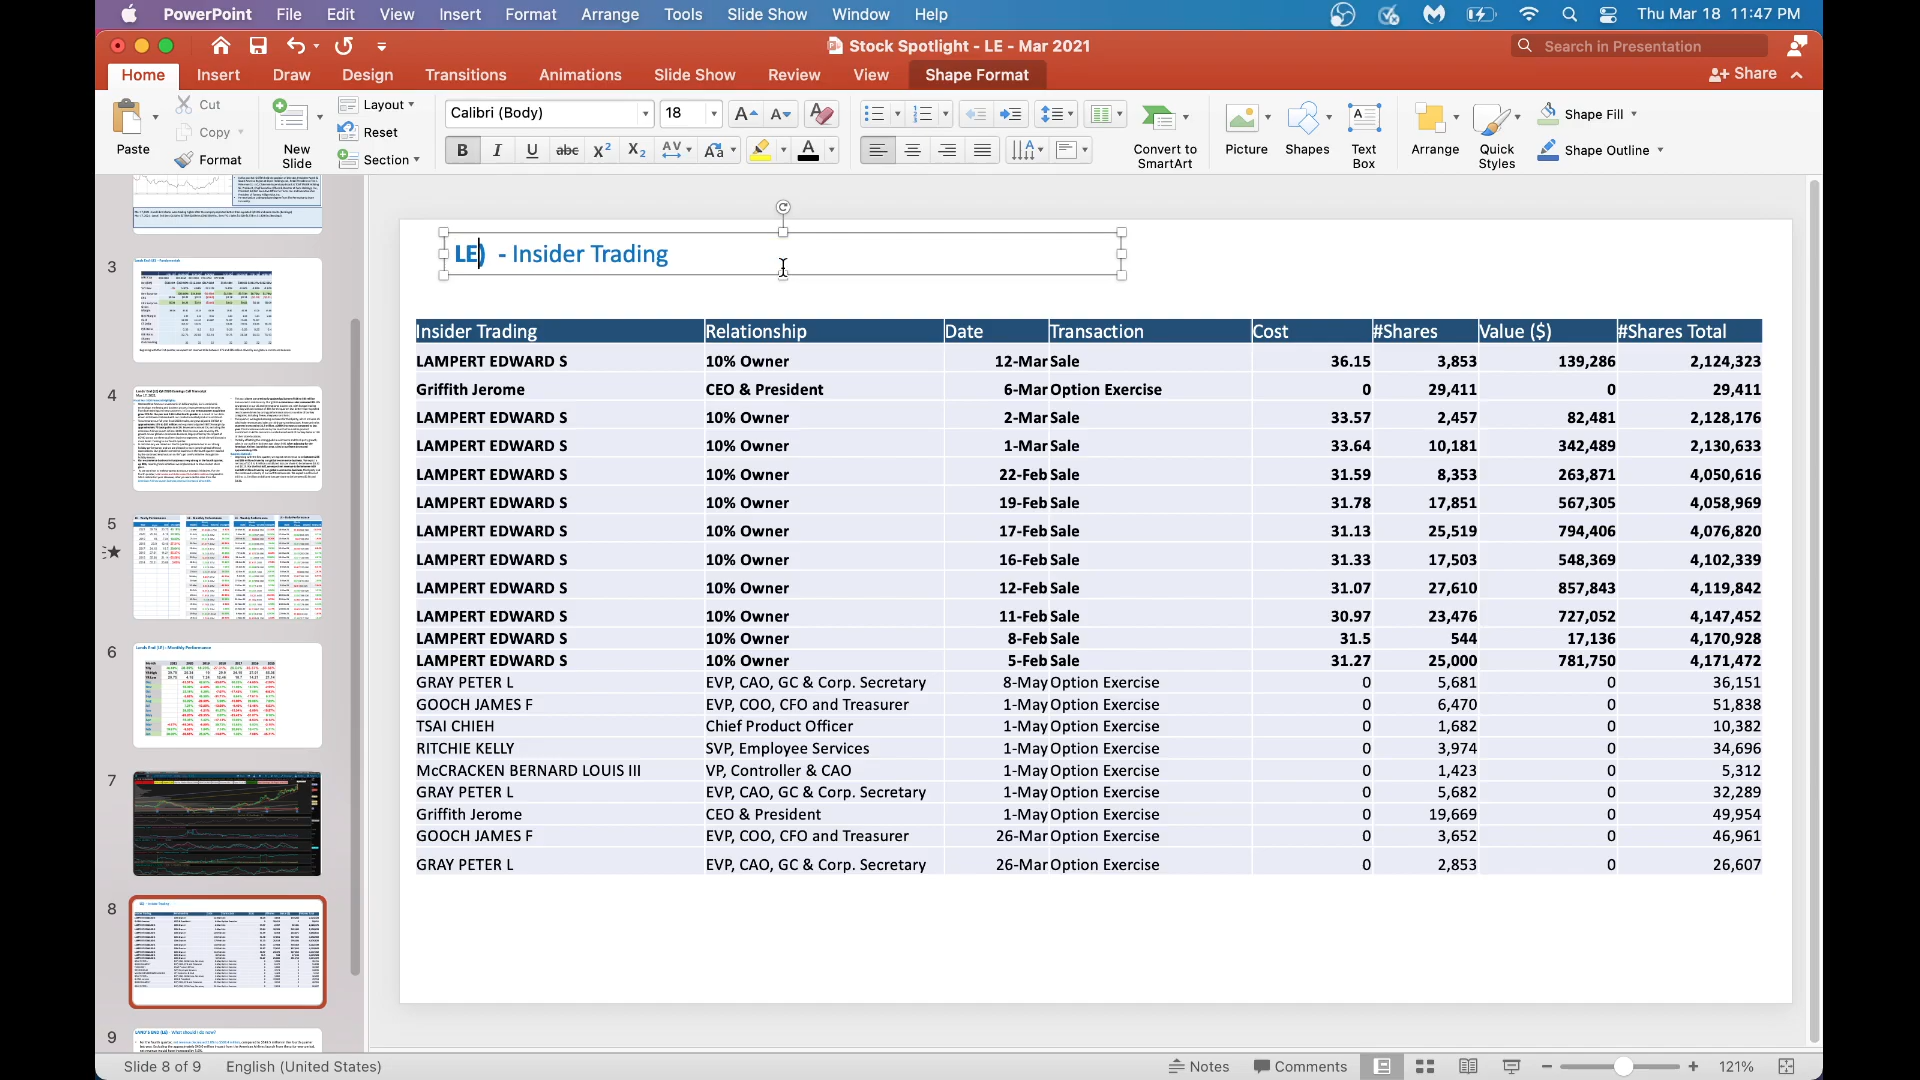 PowerPoint File Edit View Insert Format Arrange Tools Slide Show Window Help Thu Mar 18 11:47 PM
Stock Spotlight - LE - Mar 2021 Search in Presentation
Home Insert Draw Design Transitions Animations Slide Show Review View Shape Format Share
Paste Cut Copy Format New Slide Layout Reset Section Calibri (Body) 18 Convert to SmartArt Picture Shapes Text Box Arrange Quick Styles Shape Fill Shape Outline
3
4
5
6
7
8
9
LE) - Insider Trading
Insider Trading Relationship Date Transaction Cost #Shares Value ($) #Shares Total
LAMPERT EDWARD S 10% Owner 12-Mar Sale 36.15 3,853 139,286 2,124,323
Griffith Jerome CEO & President 6-Mar Option Exercise 0 29,411 0 29,411
LAMPERT EDWARD S 10% Owner 2-Mar Sale 33.57 2,457 82,481 2,128,176
LAMPERT EDWARD S 10% Owner 1-Mar Sale 33.64 10,181 342,489 2,130,633
LAMPERT EDWARD S 10% Owner 22-Feb Sale 31.59 8,353 263,871 4,050,616
LAMPERT EDWARD S 10% Owner 19-Feb Sale 31.78 17,851 567,305 4,058,969
LAMPERT EDWARD S 10% Owner 17-Feb Sale 31.13 25,519 794,406 4,076,820
LAMPERT EDWARD S 10% Owner 16-Feb Sale 31.33 17,503 548,369 4,102,339
LAMPERT EDWARD S 10% Owner 12-Feb Sale 31.07 27,610 857,843 4,119,842
LAMPERT EDWARD S 10% Owner 11-Feb Sale 30.97 23,476 727,052 4,147,452
LAMPERT EDWARD S 10% Owner 8-Feb Sale 31.5 544 17,136 4,170,928
LAMPERT EDWARD S 10% Owner 5-Feb Sale 31.27 25,000 781,750 4,171,472
GRAY PETER L EVP, CAO, GC & Corp. Secretary 8-May Option Exercise 0 5,681 0 36,151
GOOCH JAMES F EVP, COO, CFO and Treasurer 1-May Option Exercise 0 6,470 0 51,838
TSAI CHIEH Chief Product Officer 1-May Option Exercise 0 1,682 0 10,382
RITCHIE KELLY SVP, Employee Services 1-May Option Exercise 0 3,974 0 34,696
McCRACKEN BERNARD LOUIS III VP, Controller & CAO 1-May Option Exercise 0 1,423 0 5,312
GRAY PETER L EVP, CAO, GC & Corp. Secretary 1-May Option Exercise 0 5,682 0 32,289
Griffith Jerome CEO & President 1-May Option Exercise 0 19,669 0 49,954
GOOCH JAMES F EVP, COO, CFO and Treasurer 26-Mar Option Exercise 0 3,652 0 46,961
GRAY PETER L EVP, CAO, GC & Corp. Secretary 26-Mar Option Exercise 0 2,853 0 26,607
Slide 8 of 9 English (United States) Notes Comments 121%